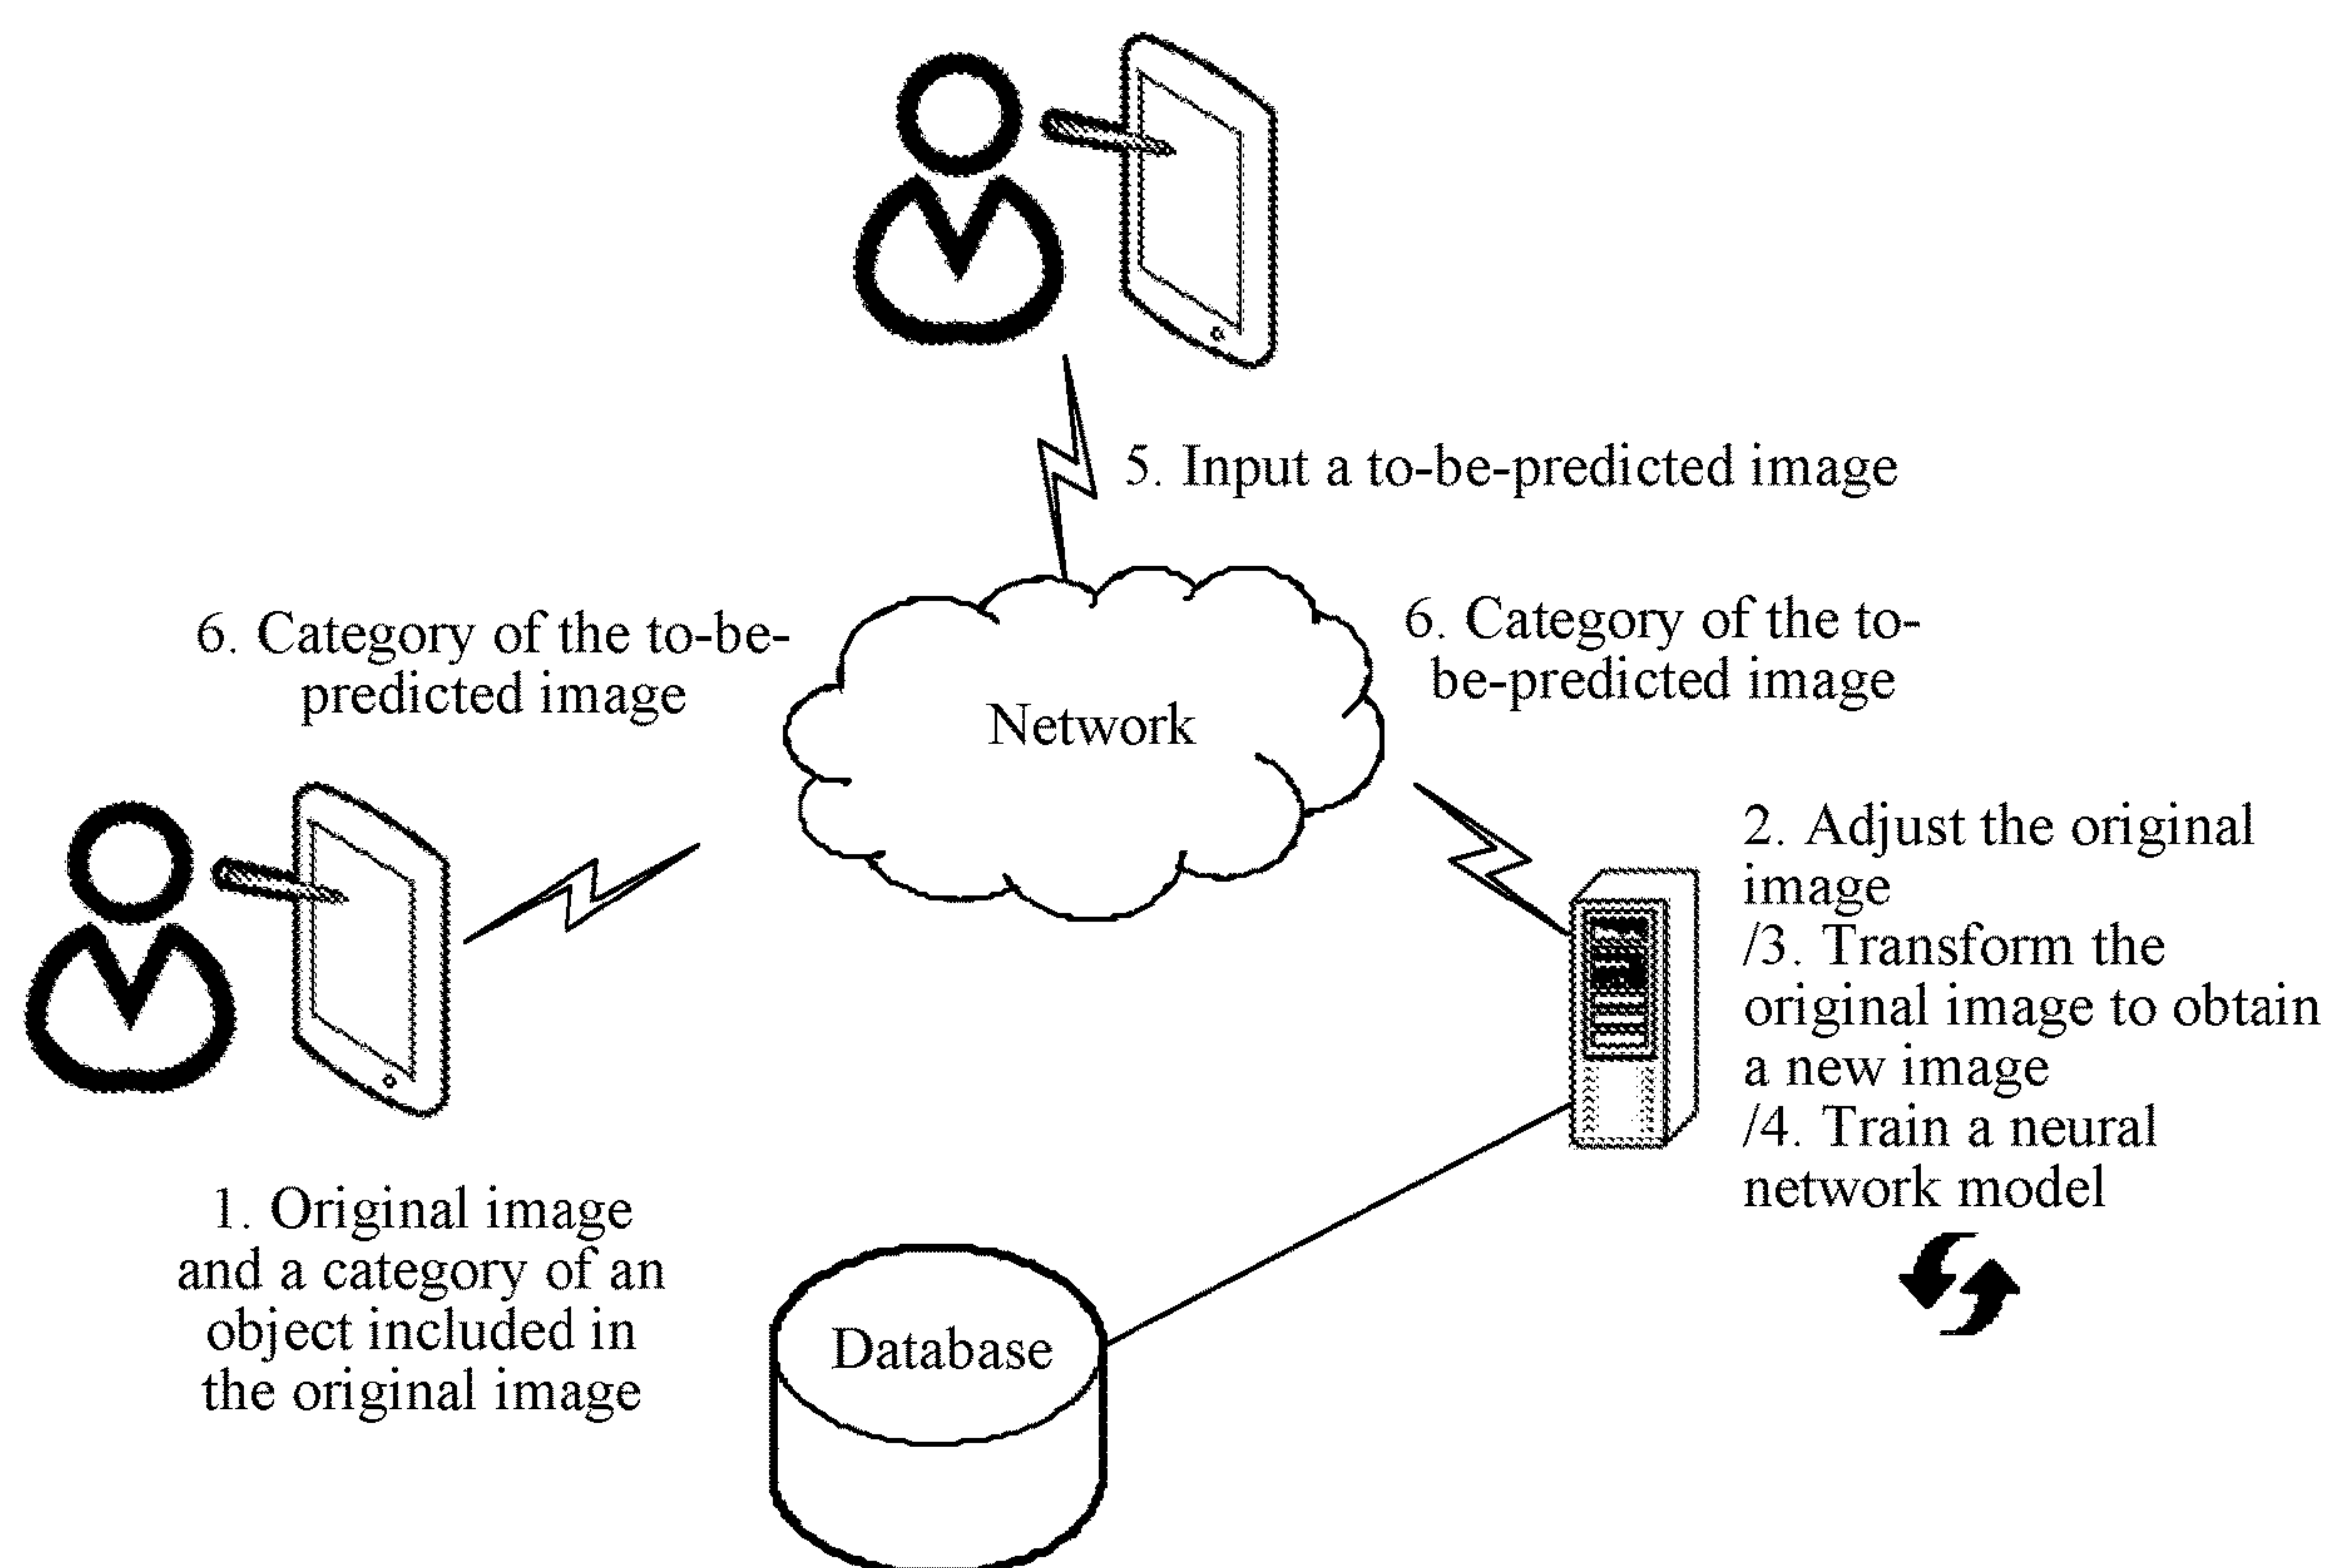 5. Input a to-be-predicted image
6. Category of the to-be-
predicted image
6. Category of the to-
be-predicted image
Network
2. Adjust the original
image
/3. Transform the
original image to obtain
a new image
/4. Train a neural
network model
1. Original image
and a category of an
object included in
the original image
Database